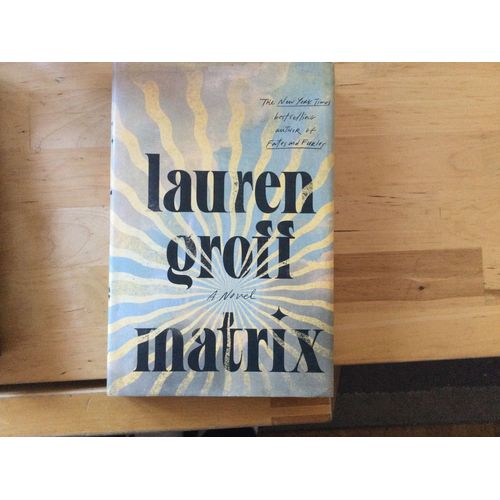 The New York Times
bestselling
author of
Fates and Furies
lauren
groff
A Novel
matrix